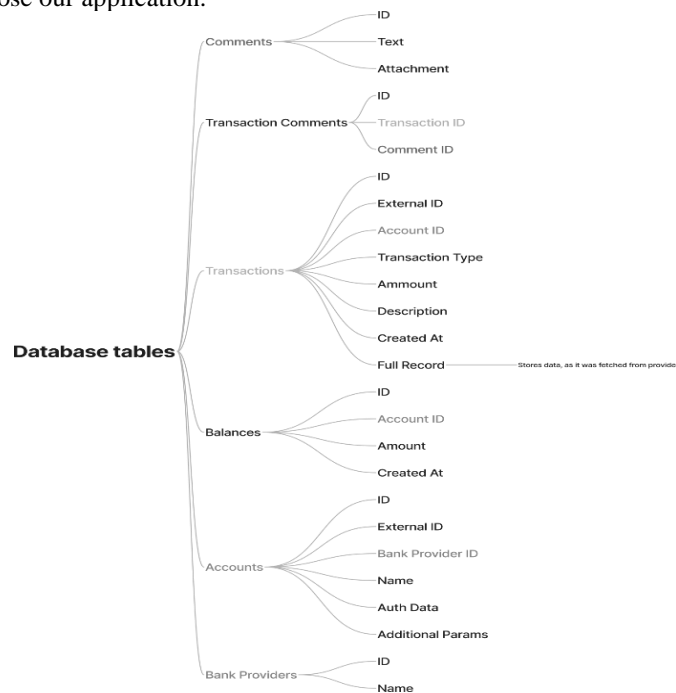 ose our application.
Database tables
Comments
ID
Text
Attachment
Transaction Comments
ID
Transaction ID
Comment ID
Transactions
ID
External ID
Account ID
Transaction Type
Ammount
Description
Created At
Full Record
Stores data, as it was fetched from provide
Balances
ID
Account ID
Amount
Created At
Accounts
ID
External ID
Bank Provider ID
Name
Auth Data
Additional Params
Bank Providers
ID
Name